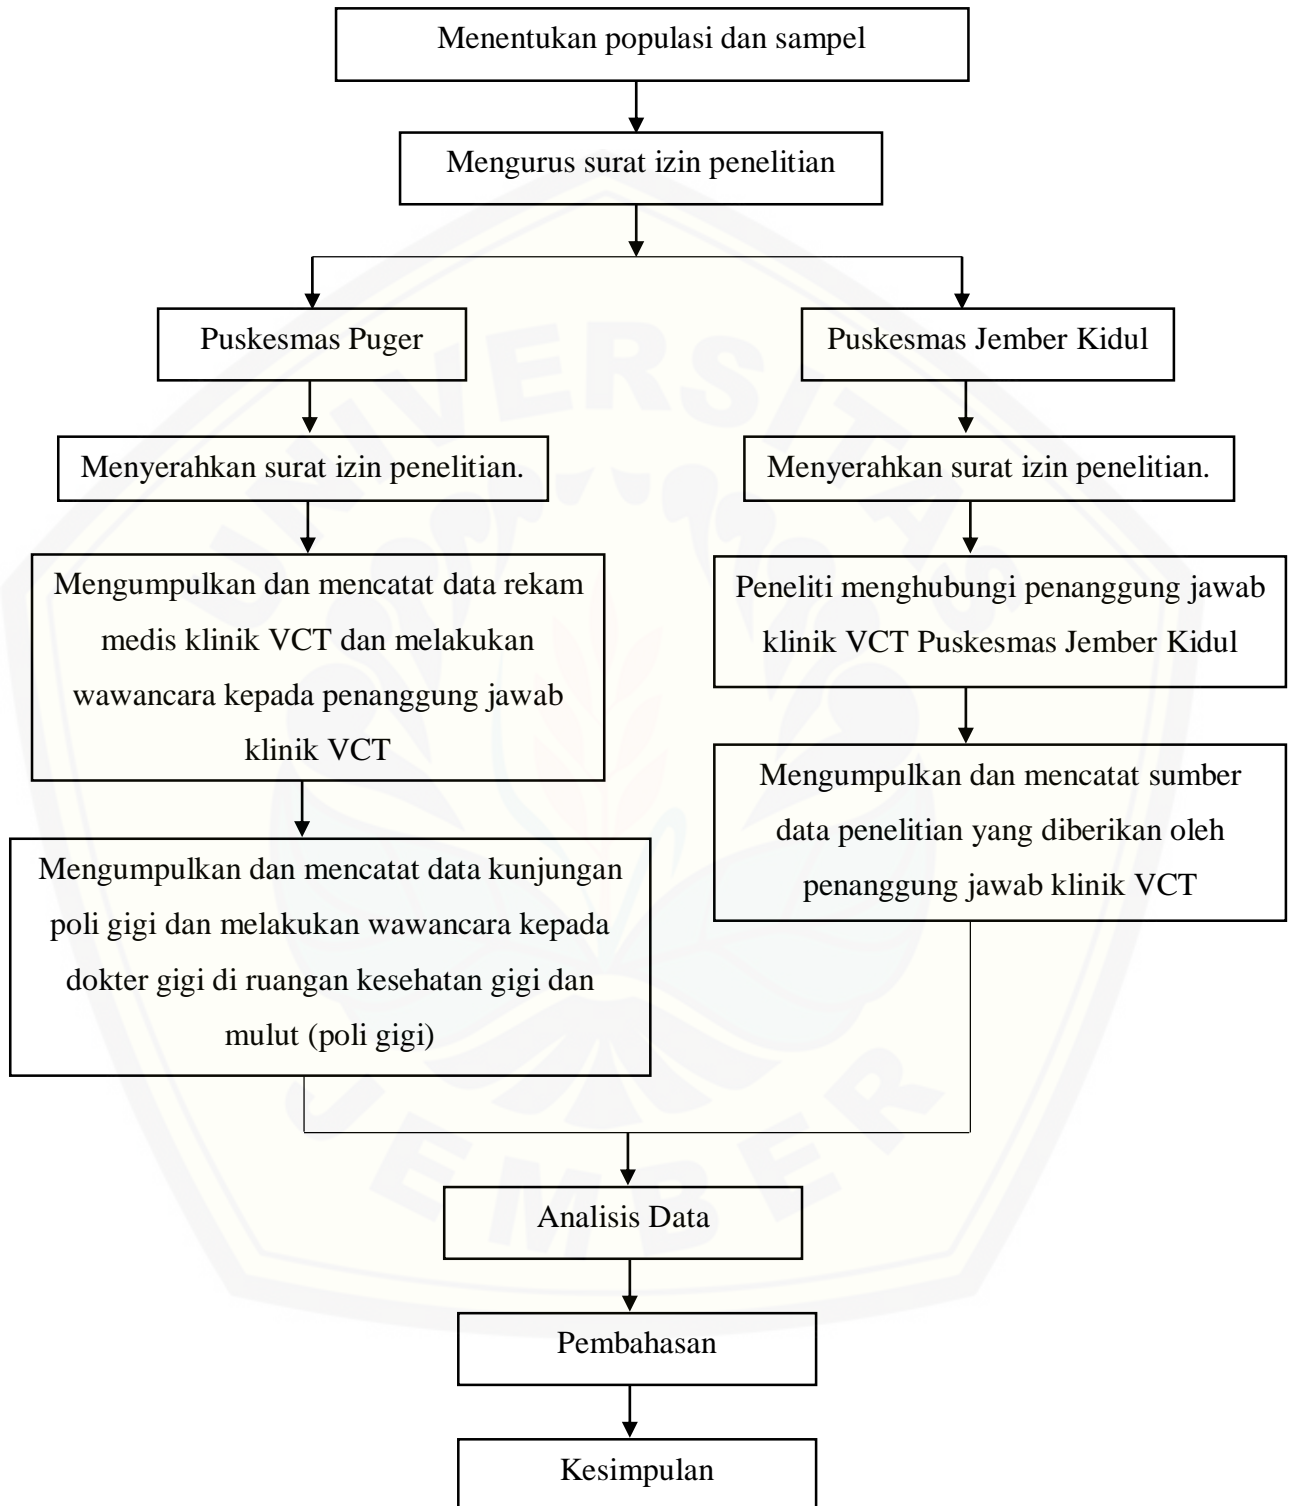 Menentukan populasi dan sampel
Mengurus surat izin penelitian
Puskesmas Puger
Puskesmas Jember Kidul
Menyerahkan surat izin penelitian.
Menyerahkan surat izin penelitian.
Mengumpulkan dan mencatat data rekam
medis klinik VCT dan melakukan
wawancara kepada penanggung jawab
klinik VCT
Peneliti menghubungi penanggung jawab
klinik VCT Puskesmas Jember Kidul
Mengumpulkan dan mencatat sumber
data penelitian yang diberikan oleh
penanggung jawab klinik VCT
Mengumpulkan dan mencatat data kunjungan
poli gigi dan melakukan wawancara kepada
dokter gigi di ruangan kesehatan gigi dan
mulut (poli gigi)
Analisis Data
Pembahasan
Kesimpulan
UNIVERSITAS
JEMBER